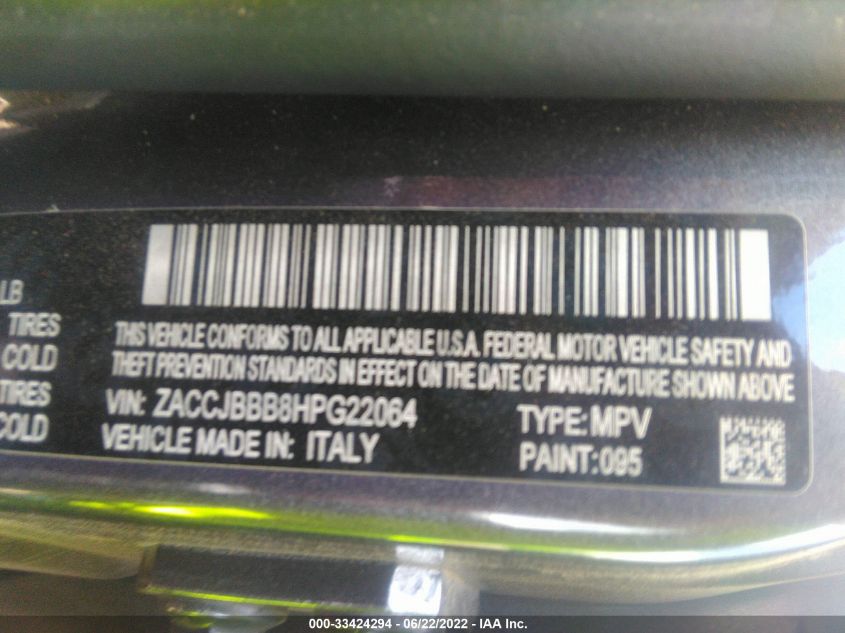 LB
TIRES
COLD
TIRES
COLD
THIS VEHICLE CONFORMS TO ALL APPLICABLE U.S.A. FEDERAL MOTOR VEHICLE SAFETY AND
THEFT PREVENTION STANDARDS IN EFFECT ON THE DATE OF MANUFACTURE SHOWN ABOVE
VIN: ZACCJBBB8HPG22064
TYPE: MPV
VEHICLE MADE IN: ITALY
PAINT: 095
000-33424294 - 06/22/2022 - IAA Inc.